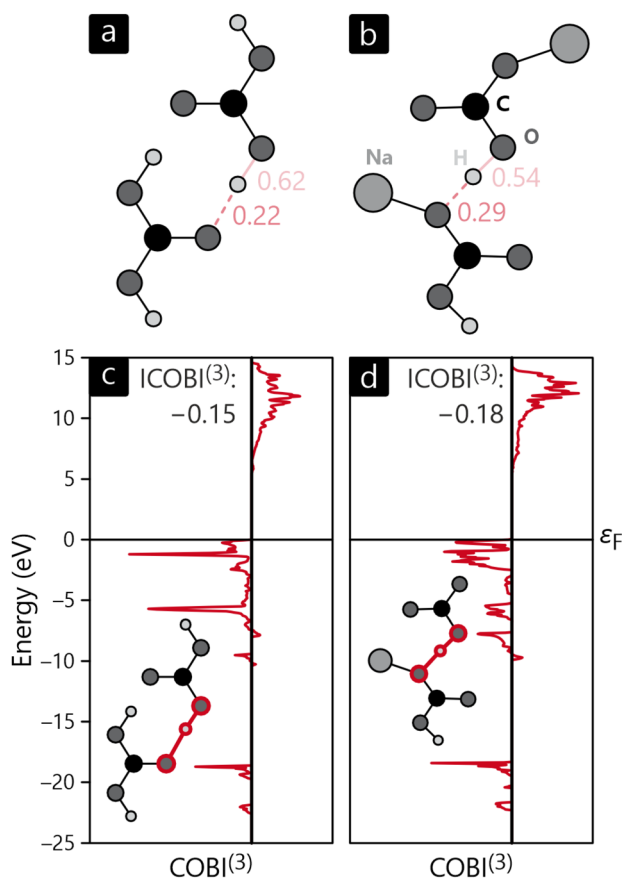 a
0.62
0.22
b
C
O
H
Na
0.54
0.29
c
ICOBI⁽³⁾:
−0.15
d
ICOBI⁽³⁾:
−0.18
15
10
5
0
−5
−10
−15
−20
−25
Energy (eV)
εF
COBI⁽³⁾
COBI⁽³⁾